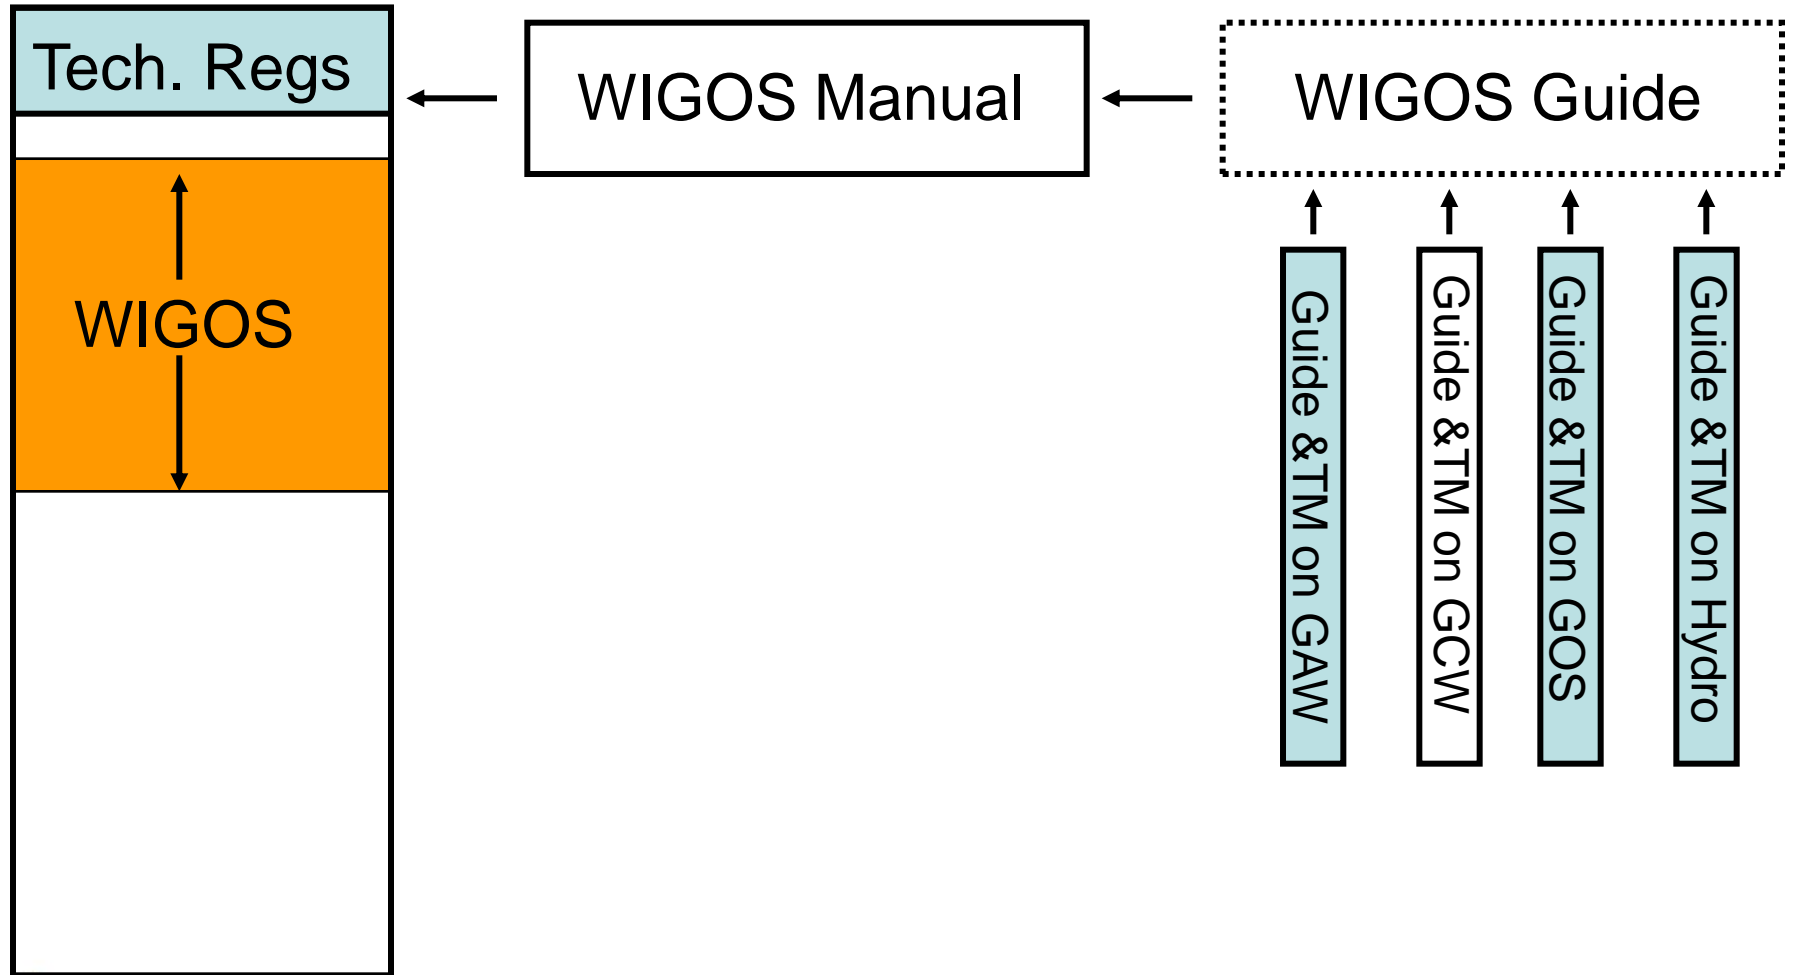 Tech. Regs
WIGOS Manual
WIGOS Guide
WIGOS
Guide &TM on GAW
Guide &TM on GCW
Guide &TM on GOS
Guide &TM on Hydro